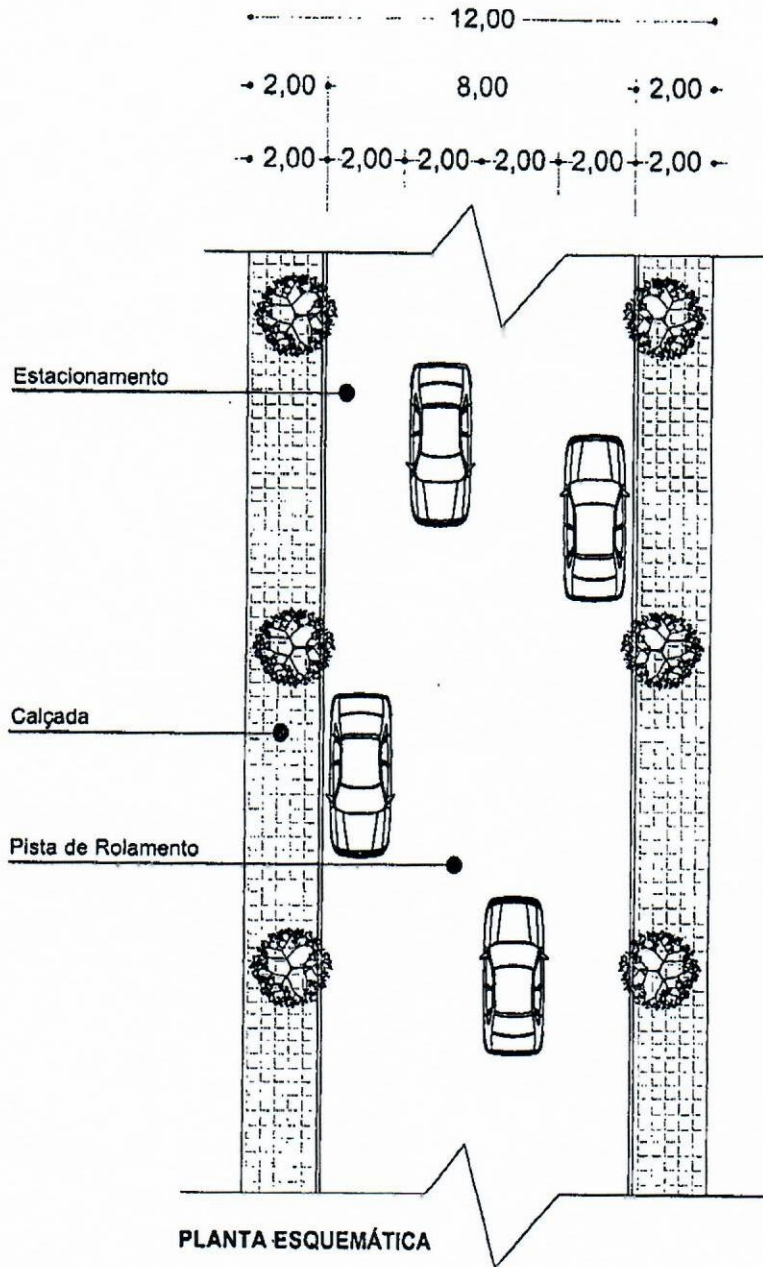 12,00
2,00 8,00 2,00
2,00 2,00 2,00 2,00 2,00 2,00
Estacionamento
Calçada
Pista de Rolamento
PLANTA ESQUEMÁTICA